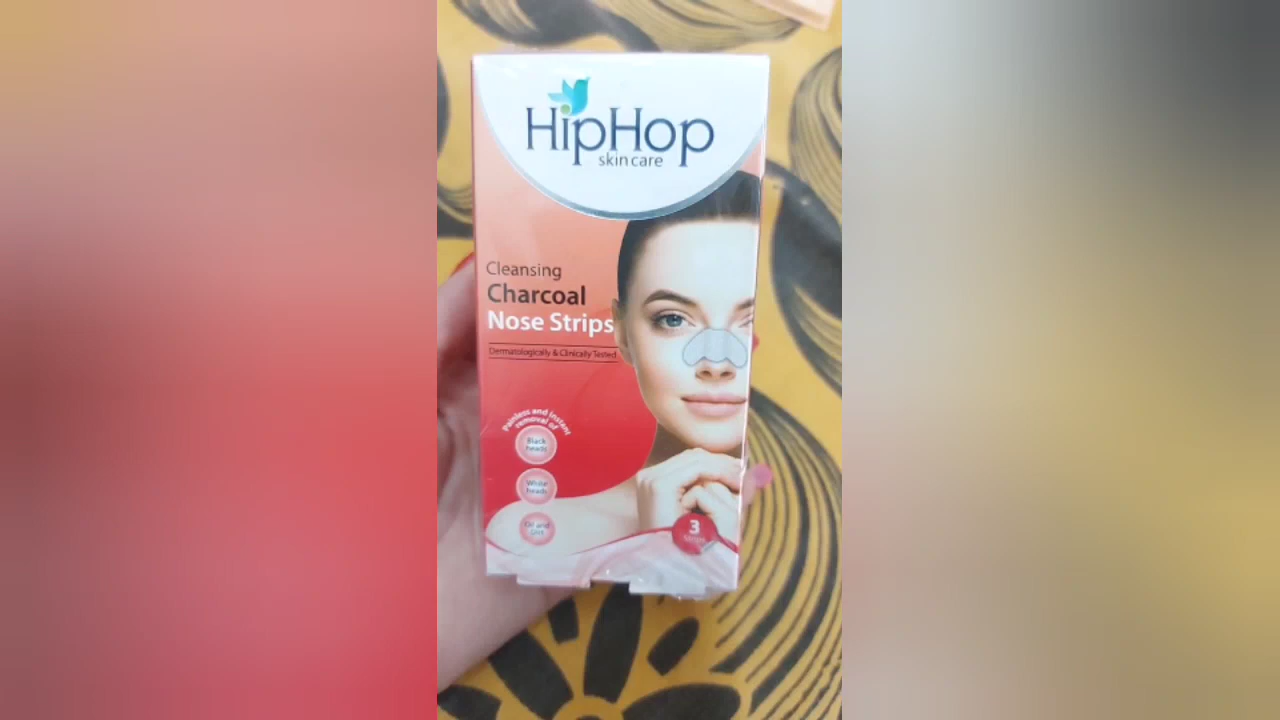 HipHop
skin care
Cleansing
Charcoal
Nose Strips
Dermatologically & Clinically Tested
Painless and instant
removal of
Black
heads
White
heads
Oil and
Dirt
3
Strips